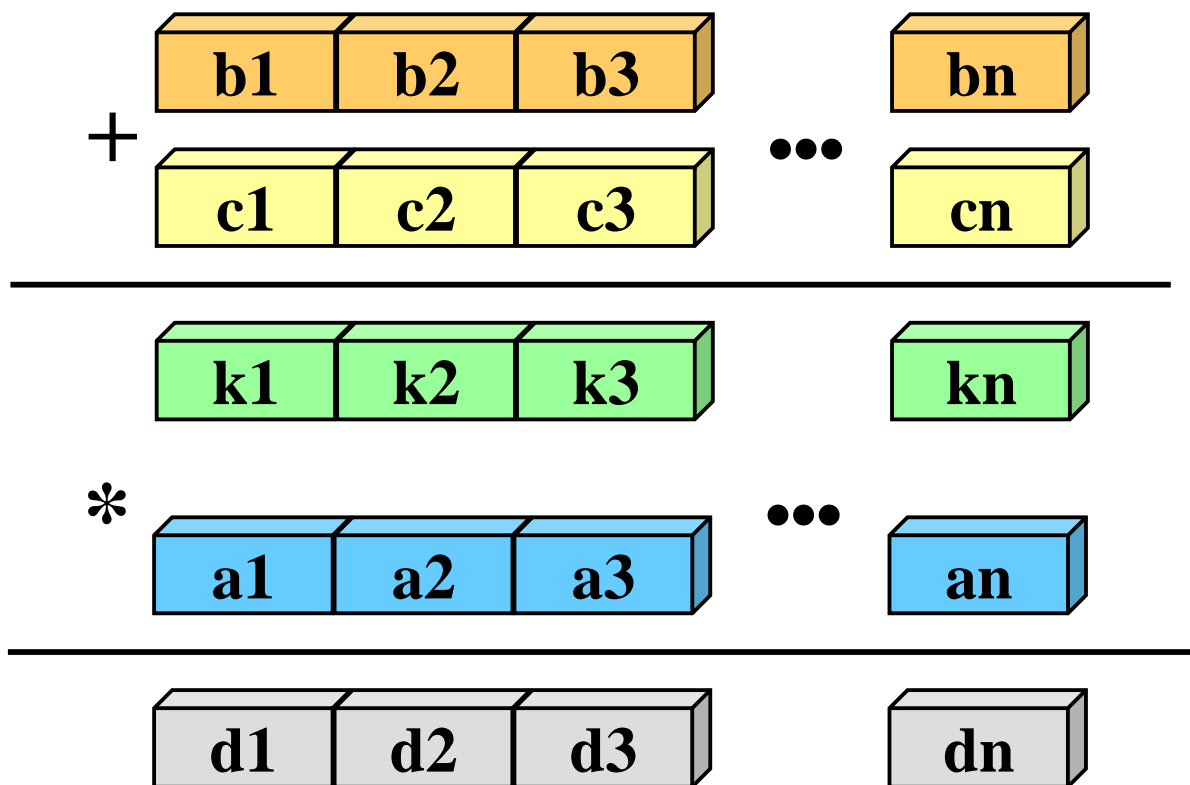 b1 b2 b3 bn
+ •••
c1 c2 c3 cn
k1 k2 k3 kn
* •••
a1 a2 a3 an
d1 d2 d3 dn